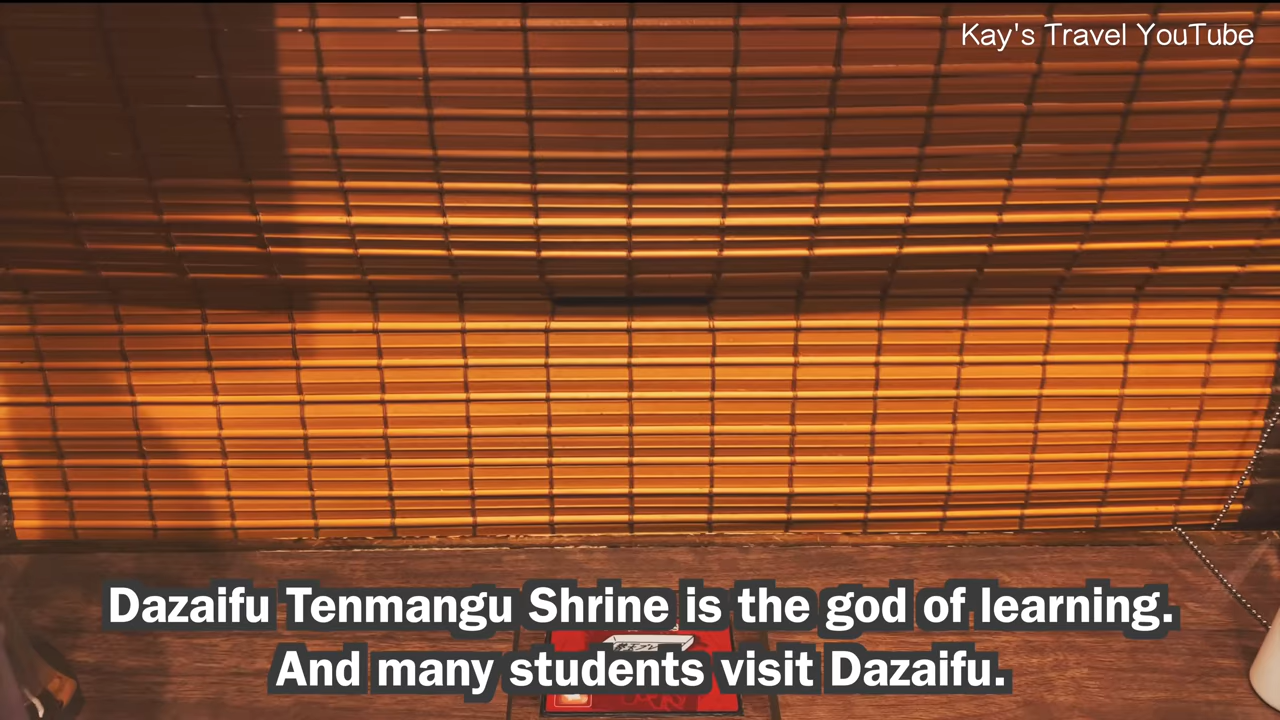 Kay's Travel YouTube
Dazaifu Tenmangu Shrine is the god of learning.
And many students visit Dazaifu.